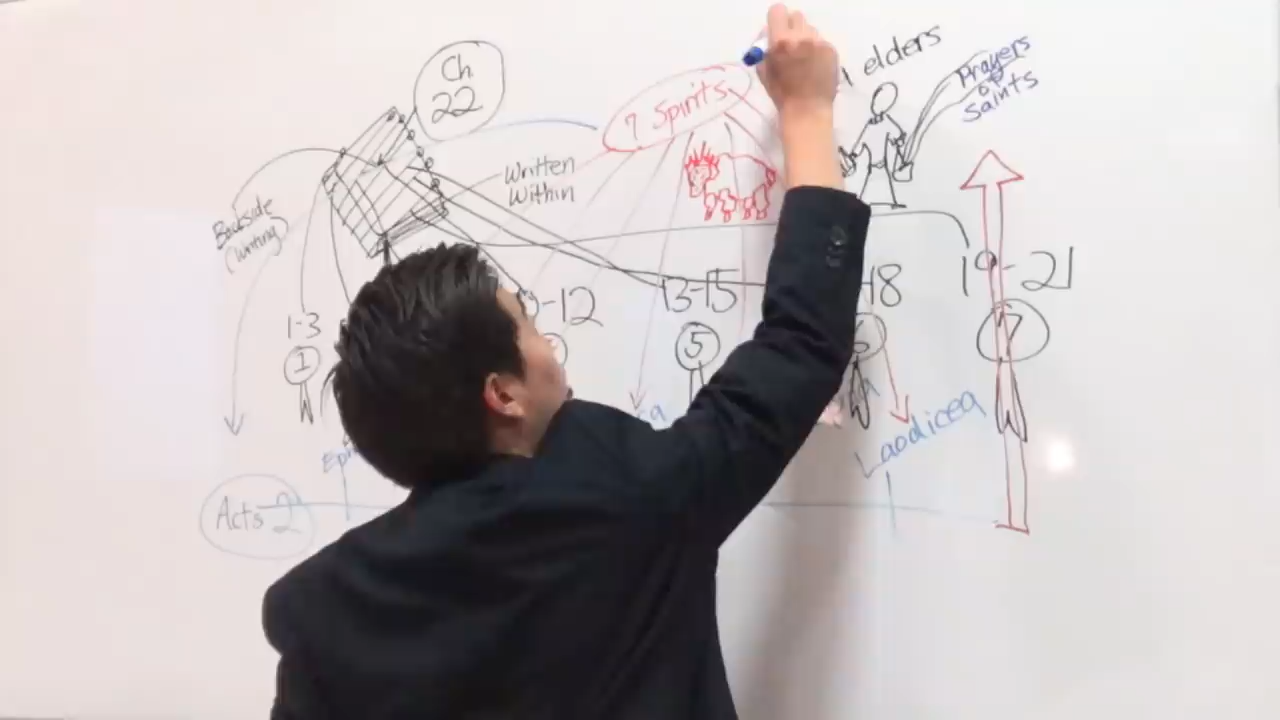 Ch
22
7 Spirits
elders
Prayers
of
Saints
Written
Within
Backside
(writing)
1-3
-12
13-15
18
19-21
1
5
6
7
Laodicea
Acts 2